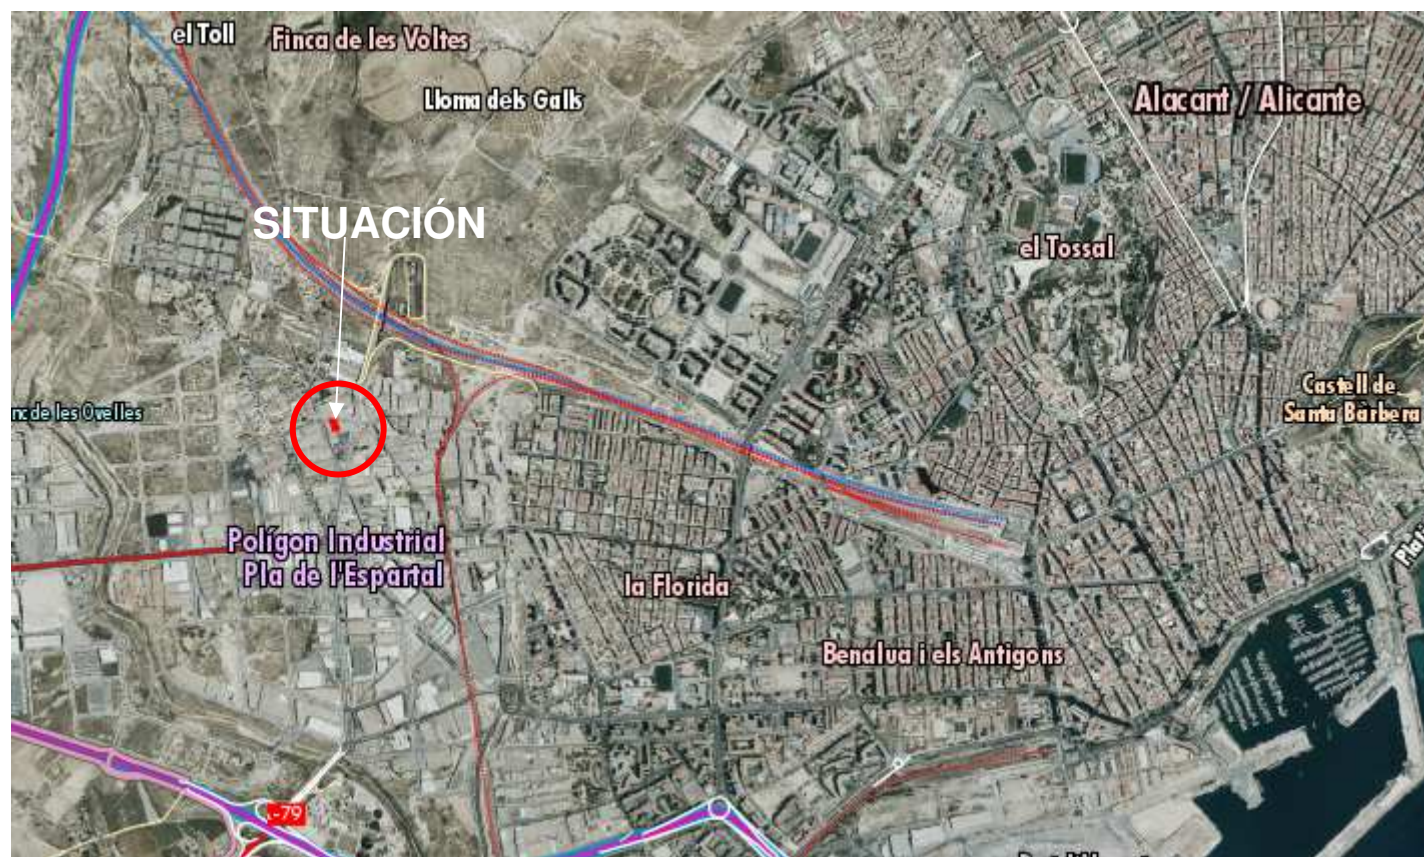 el Toll
Finca de les Voltes
Lloma dels Galls
Alacant / Alicante
SITUACIÓN
el Tossal
Castell de
Santa Bàrbera
de les Ovelles
Polígon Industrial
Pla de l'Espartal
la Florida
Benalua i els Antigons
-79